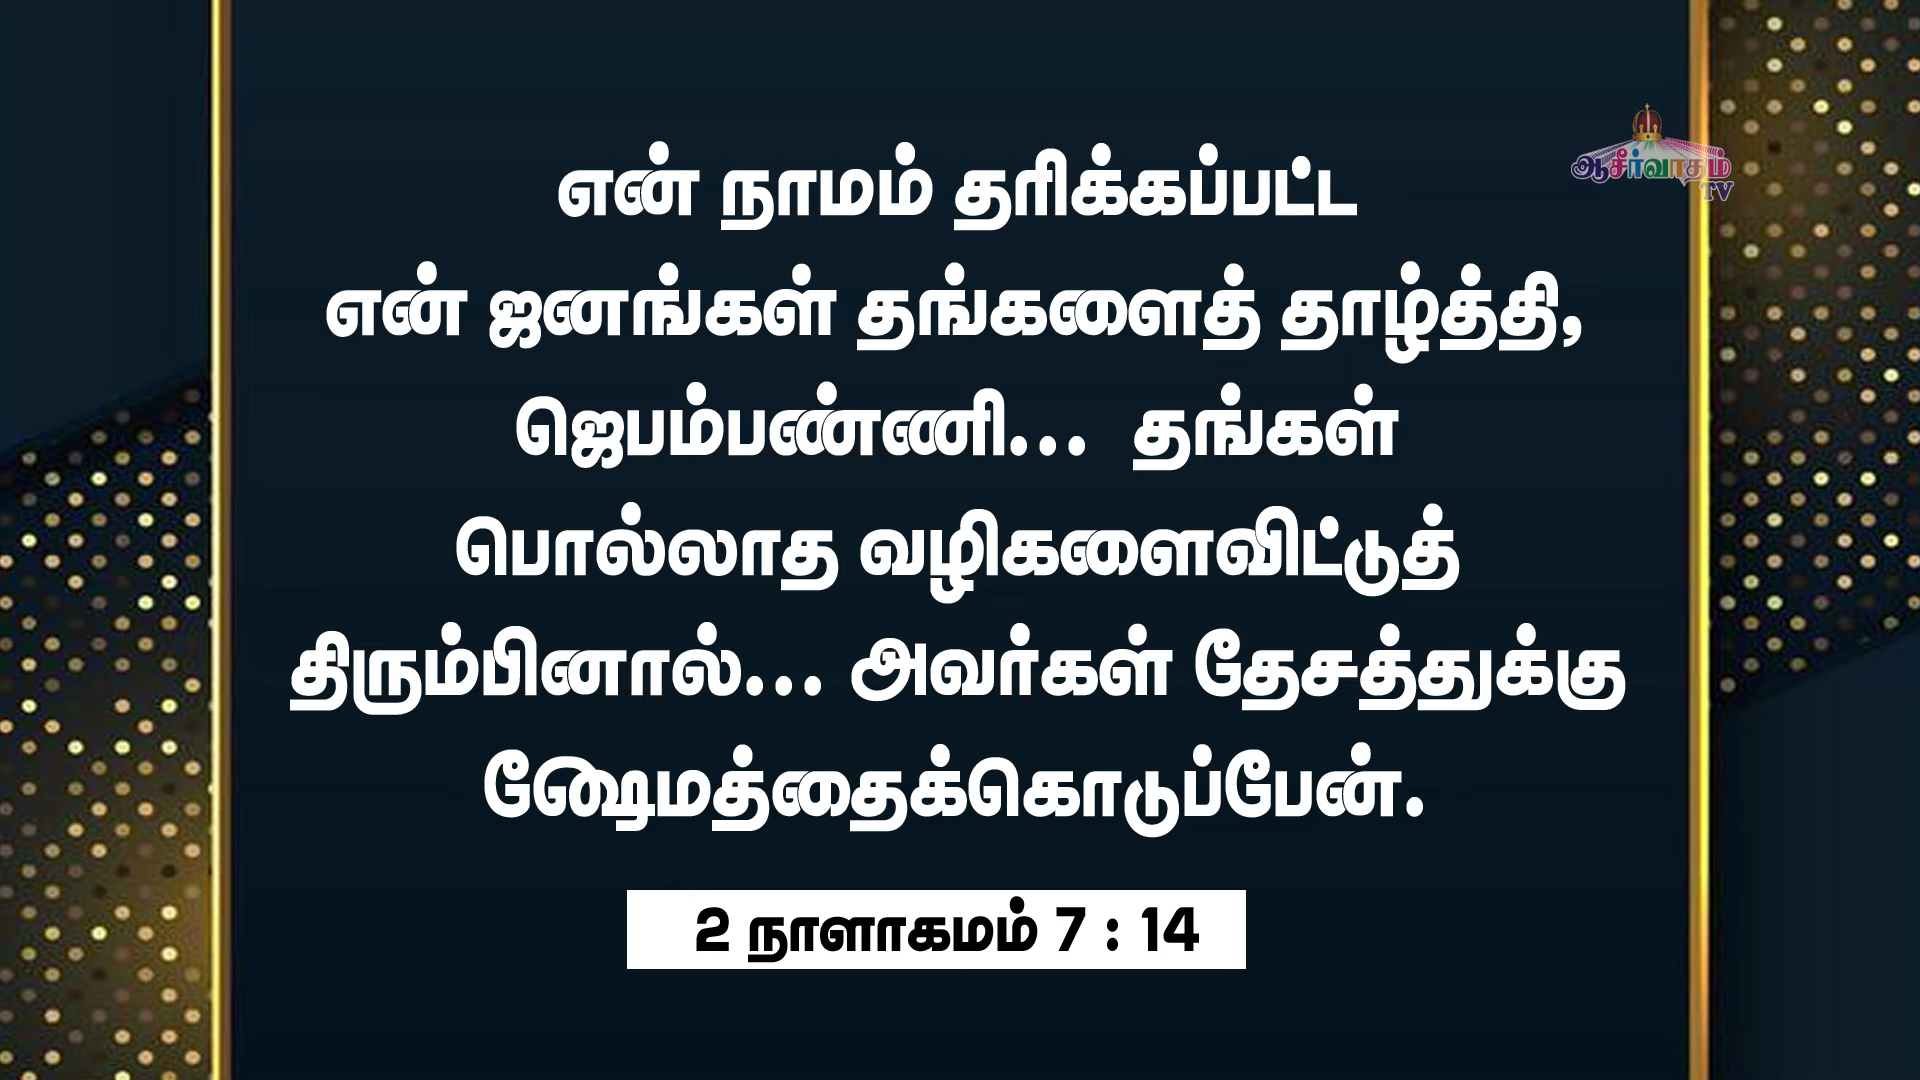 என் நாமம் தரிக்கப்பட்ட
என் ஜனங்கள் தங்களைத் தாழ்த்தி,
ஜெபம்பண்ணி... தங்கள்
பொல்லாத வழிகளைவிட்டுத்
திரும்பினால்... அவர்கள் தேசத்துக்கு
க்ஷேமத்தைக்கொடுப்பேன்.
2 நாளாகமம் 7 : 14
ஆசீர்வாதம்
TV